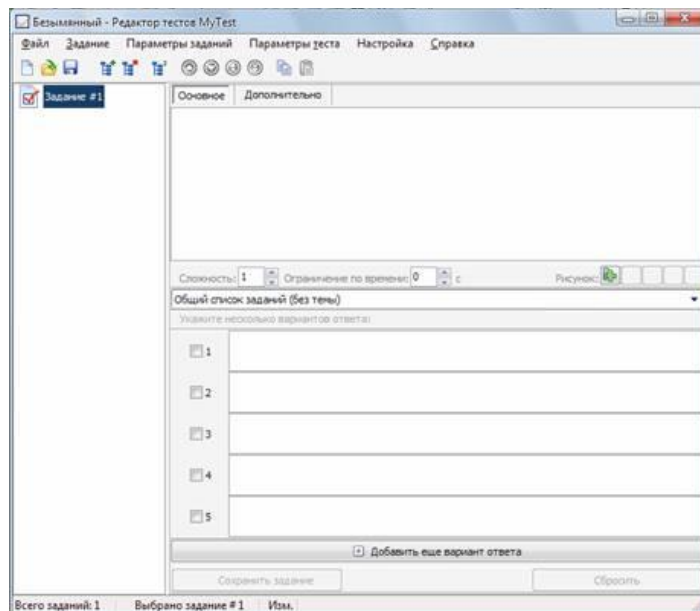 Безымянный - Редактор тестов MyTest
Файл Задание Параметры заданий Параметры теста Настройка Справка
Задание #1
Основное Дополнительно
Сложность: 1 Ограничение по времени: 0 с Рисунок:
Общий список заданий (без темы)
Укажите несколько вариантов ответа:
1
2
3
4
5
Добавить еще вариант ответа
Сохранить задание Сбросить
Всего заданий: 1 Выбрано задание # 1 Изм.